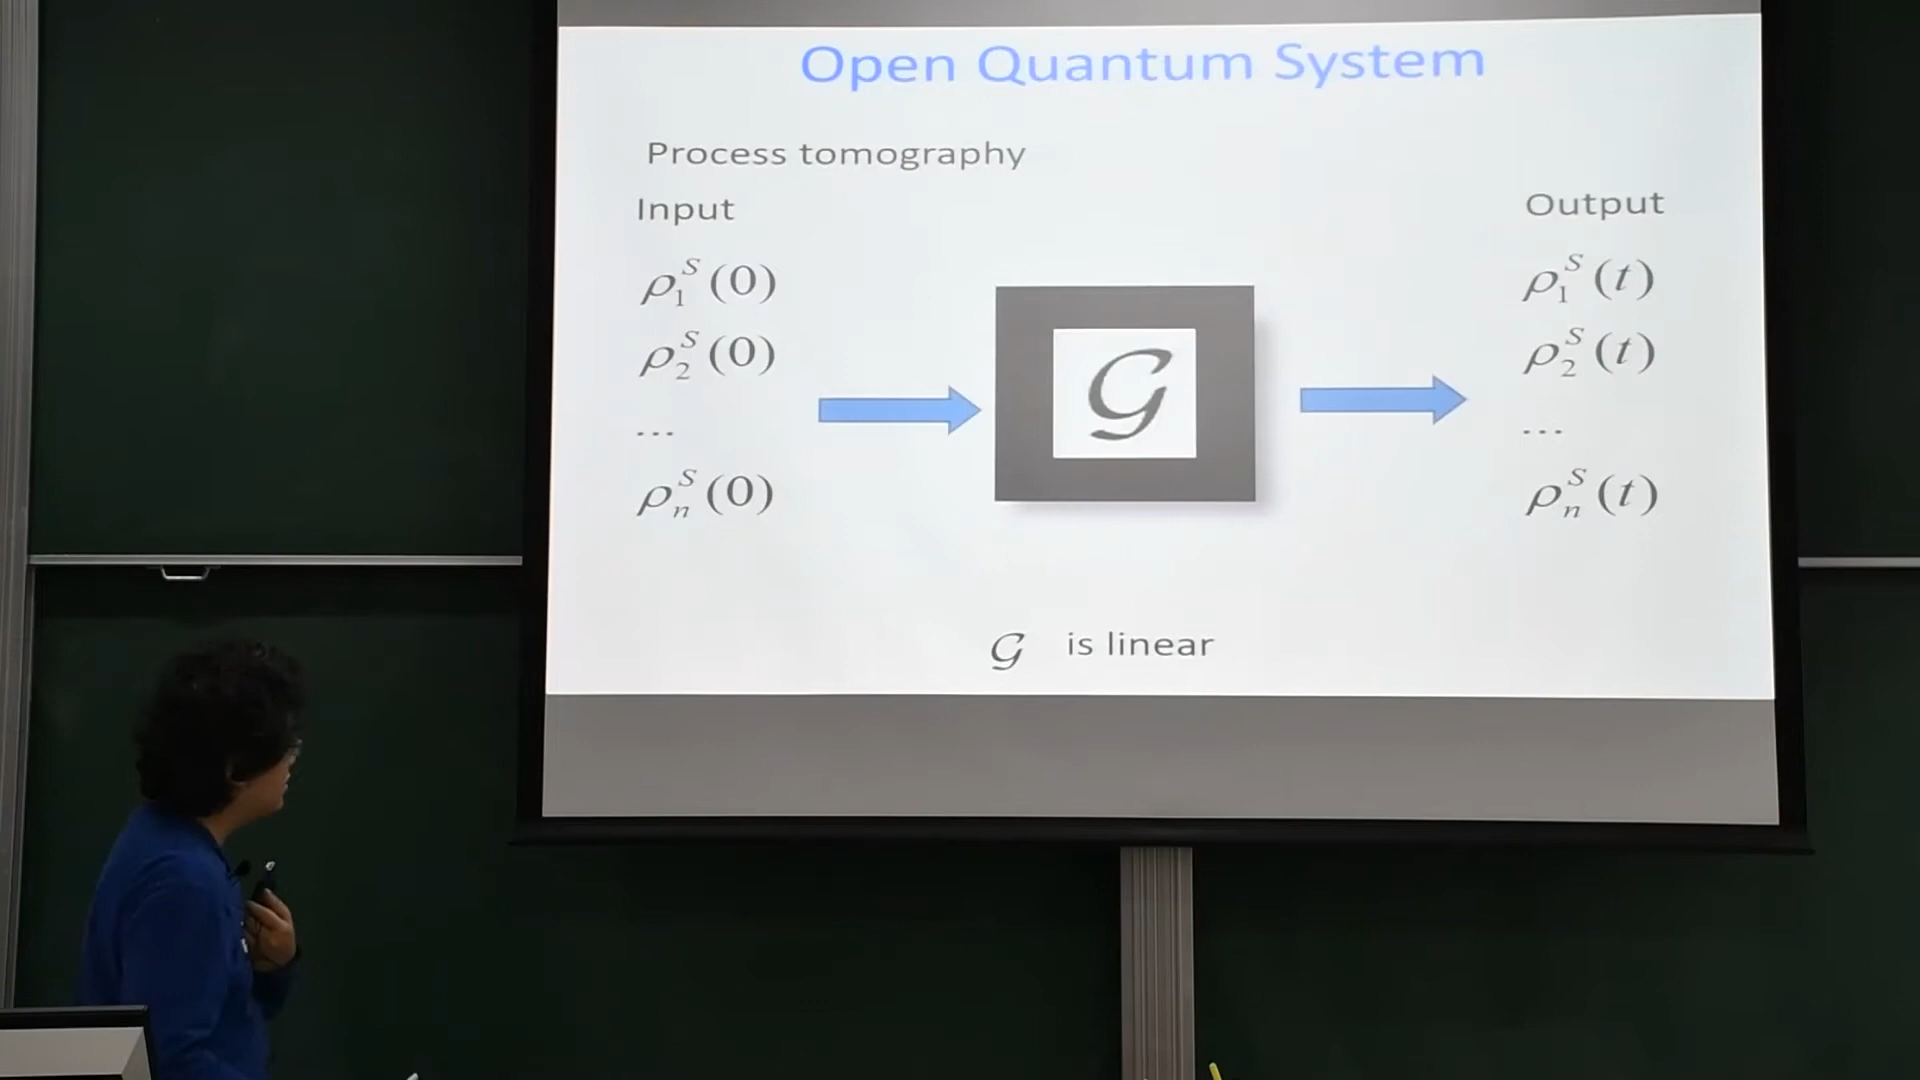 Open Quantum System
Process tomography
Input
Output
ρ₁ˢ(0)
ρ₁ˢ(t)
ρ₂ˢ(0)
ρ₂ˢ(t)
𝒢
...
...
ρₙˢ(0)
ρₙˢ(t)
𝒢 is linear